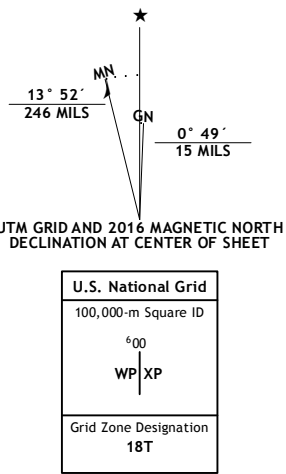 ★
MN
GN
13° 52´
246 MILS
0° 49´
15 MILS
UTM GRID AND 2016 MAGNETIC NORTH
DECLINATION AT CENTER OF SHEET
U.S. National Grid
100,000-m Square ID
⁶00
WP XP
Grid Zone Designation
18T